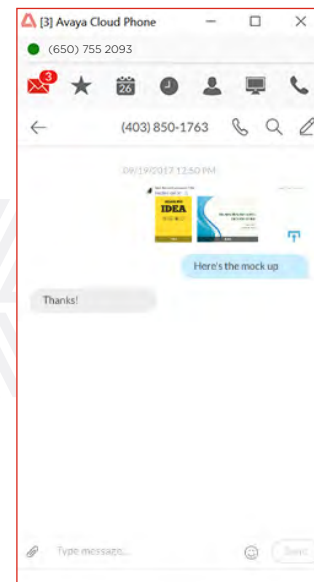 [3] Avaya Cloud Phone
(650) 755 2093
3
26
(403) 850-1763
09/19/2017 12:50 PM
IDEA
Here's the mock up
Thanks!
Type message...
Send